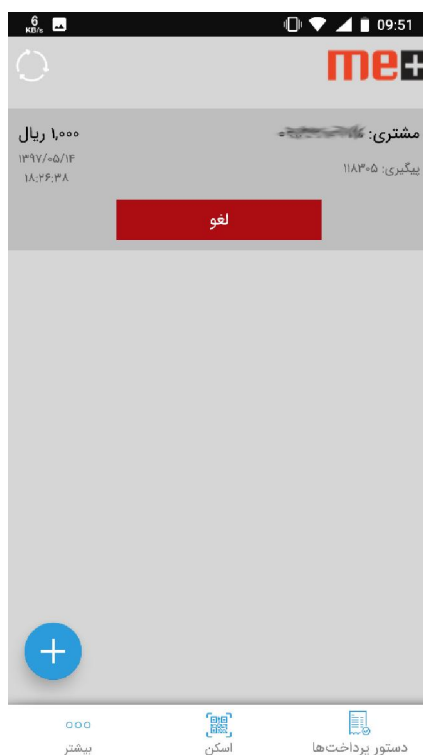 6
KB/s
09:51
me+
مشتری:
۱,۰۰۰ ریال
پیگیری: ۱۱۸۳۰۵
۱۳۹۷/۰۵/۱۴
۱۸:۲۶:۳۸
لغو
دستور پرداخت‌ها
اسکن
بیشتر